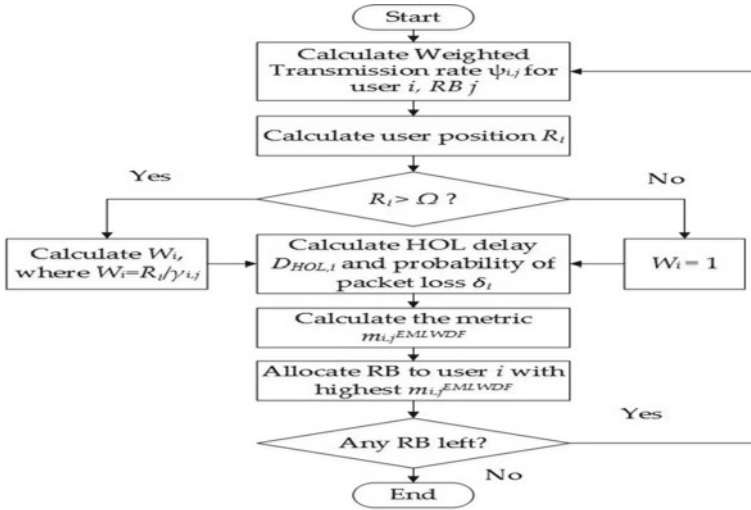 Start
Calculate Weighted
Transmission rate ψi,j for
user i, RB j
Calculate user position Ri
Yes
No
Ri > Ω ?
Calculate Wi,
where Wi=Ri/γi,j
Calculate HOL delay
DHOL,i and probability of
packet loss δi
Wi = 1
Calculate the metric
mi,jEMLWDF
Allocate RB to user i with
highest mi,jEMLWDF
Yes
Any RB left?
No
End